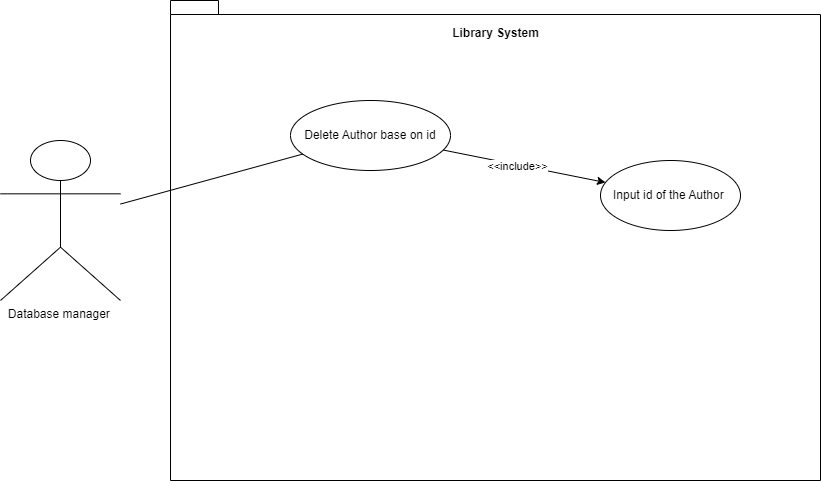 Library System
Delete Author base on id
<<include>>
Input id of the Author
Database manager